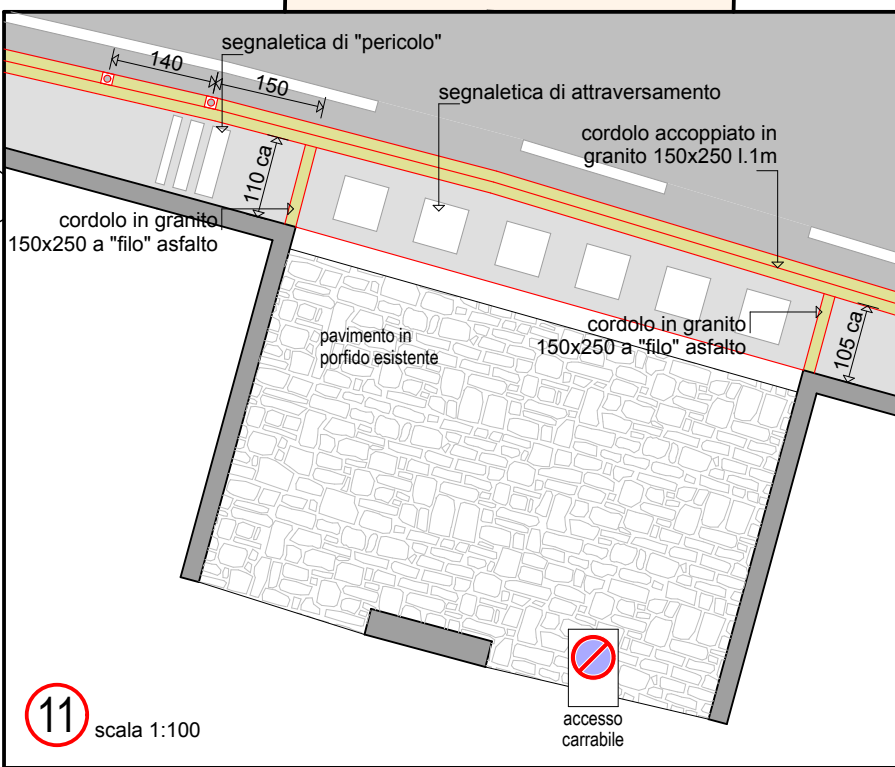 segnaletica di "pericolo"
140
150
segnaletica di attraversamento
cordolo accoppiato in
granito 150x250 l.1m
110 ca
cordolo in granito
150x250 a "filo" asfalto
pavimento in
porfido esistente
cordolo in granito
150x250 a "filo" asfalto
105 ca
accesso
carrabile
11
scala 1:100